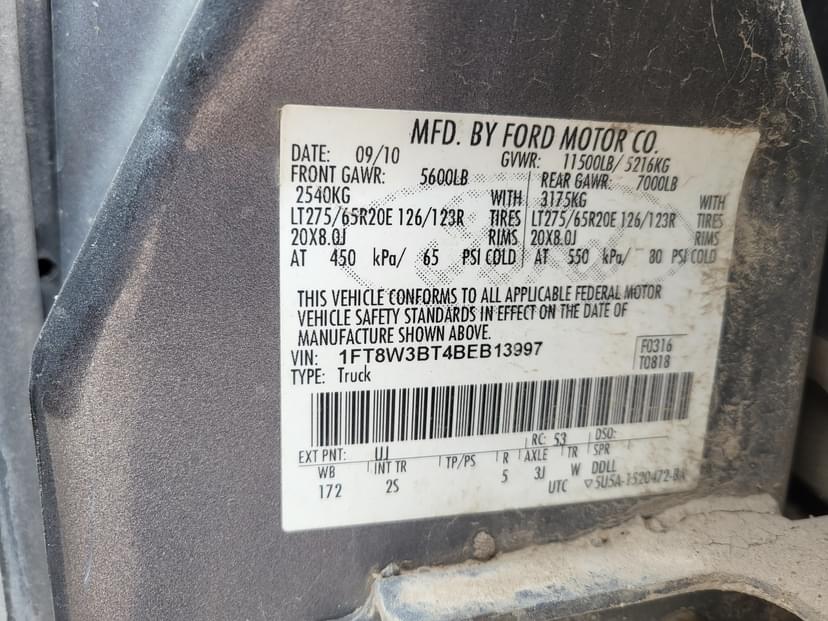 MFD. BY FORD MOTOR CO.
DATE: 09/10 GVWR: 11500LB/ 5216KG
FRONT GAWR: 5600LB REAR GAWR: 7000LB
2540KG WITH 3175KG WITH
LT275/65R20E 126/123R TIRES LT275/65R20E 126/123R TIRES
20X8.0J RIMS 20X8.0J RIMS
AT 450 kPa/ 65 PSI COLD AT 550 kPa/ 80 PSI COLD
THIS VEHICLE CONFORMS TO ALL APPLICABLE FEDERAL MOTOR
VEHICLE SAFETY STANDARDS IN EFFECT ON THE DATE OF
MANUFACTURE SHOWN ABOVE.
VIN: 1FT8W3BT4BEB13997 F0316
TYPE: Truck T0818
EXT PNT: UJ RC: 53 DSO:
WB INT TR TP/PS R AXLE TR SPR
172 2S 5 3J W DDLL
UTC ▽5U5A-1520472-BA